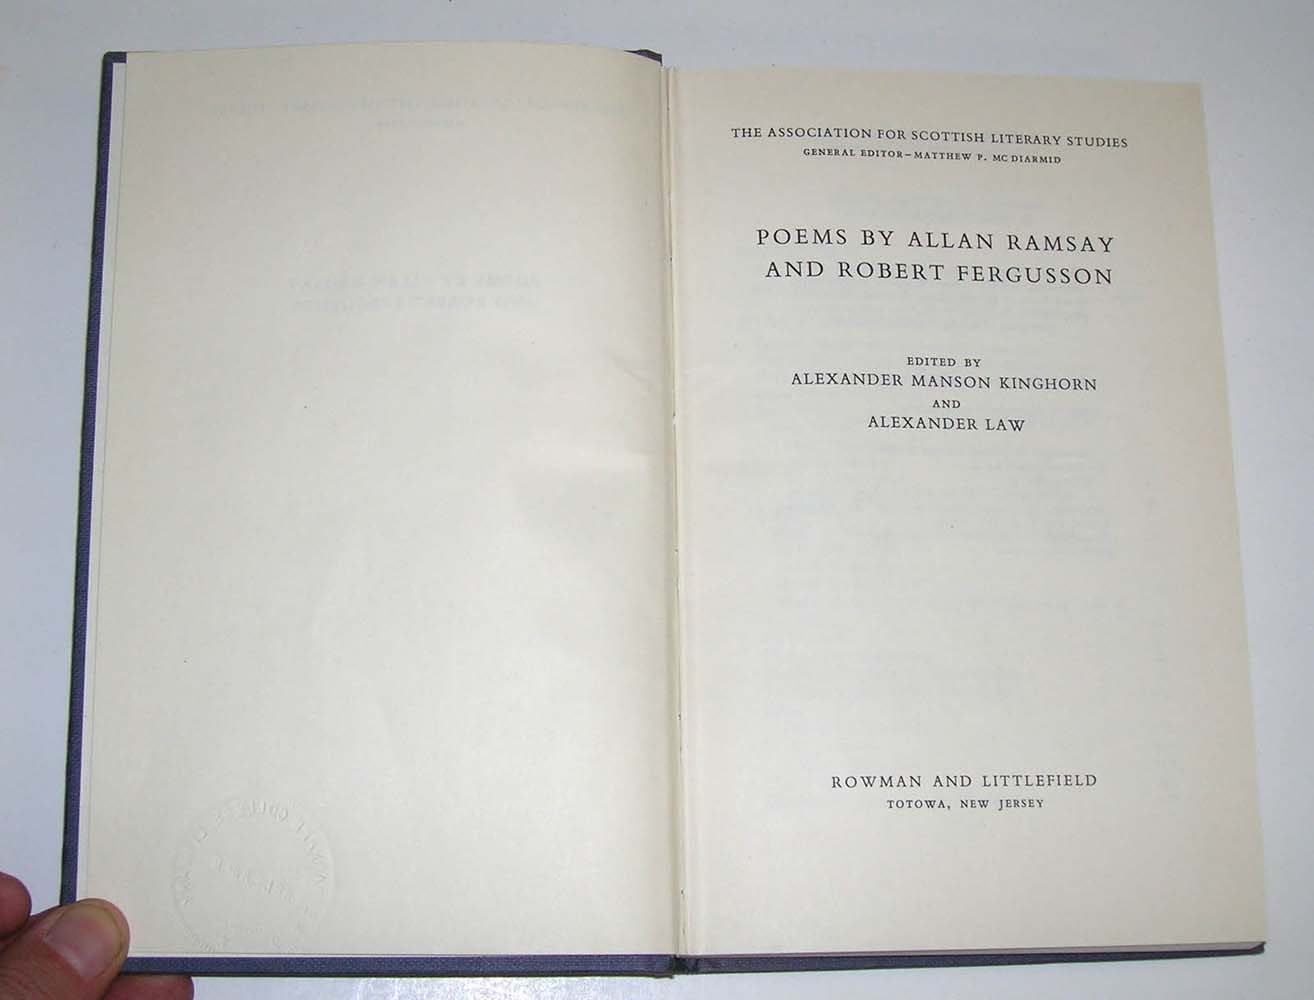 THE ASSOCIATION FOR SCOTTISH LITERARY STUDIES
GENERAL EDITOR–MATTHEW P. MC DIARMID
POEMS BY ALLAN RAMSAY
AND ROBERT FERGUSSON
EDITED BY
ALEXANDER MANSON KINGHORN
AND
ALEXANDER LAW
ROWMAN AND LITTLEFIELD
TOTOWA, NEW JERSEY